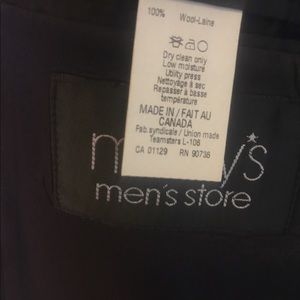 100% Wool-Laine
Dry clean only
Low moisture
Utility press
Nettoyage à sec
Repasser à basse
température
MADE IN / FAIT AU
CANADA
Fab. syndicale / Union made
Teamsters L-106
CA 01129 RN 90736
men's store